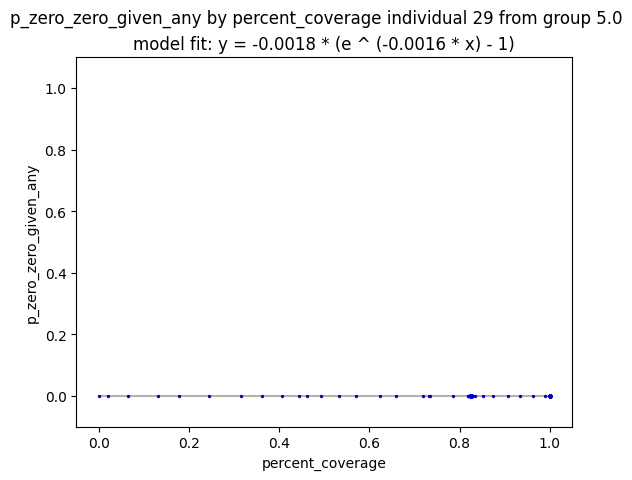 p_zero_zero_given_any by percent_coverage individual 29 from group 5.0
model fit: y = -0.0018 * (e ^ (-0.0016 * x) - 1)
1.0
0.8
0.6
0.4
0.2
0.0
p_zero_zero_given_any
0.0 0.2 0.4 0.6 0.8 1.0
percent_coverage